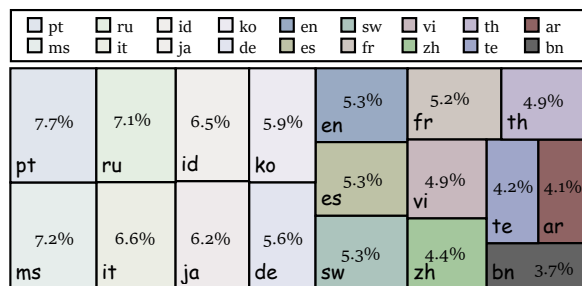 pt ru id ko en sw vi th ar
ms it ja de es fr zh te bn
7.7% 7.1% 6.5% 5.9% 5.3% 5.2% 4.9%
pt ru id ko en fr th
5.3% 4.9% 4.2% 4.1%
es vi te ar
7.2% 6.6% 6.2% 5.6% 5.3% 4.4% 3.7%
ms it ja de sw zh bn